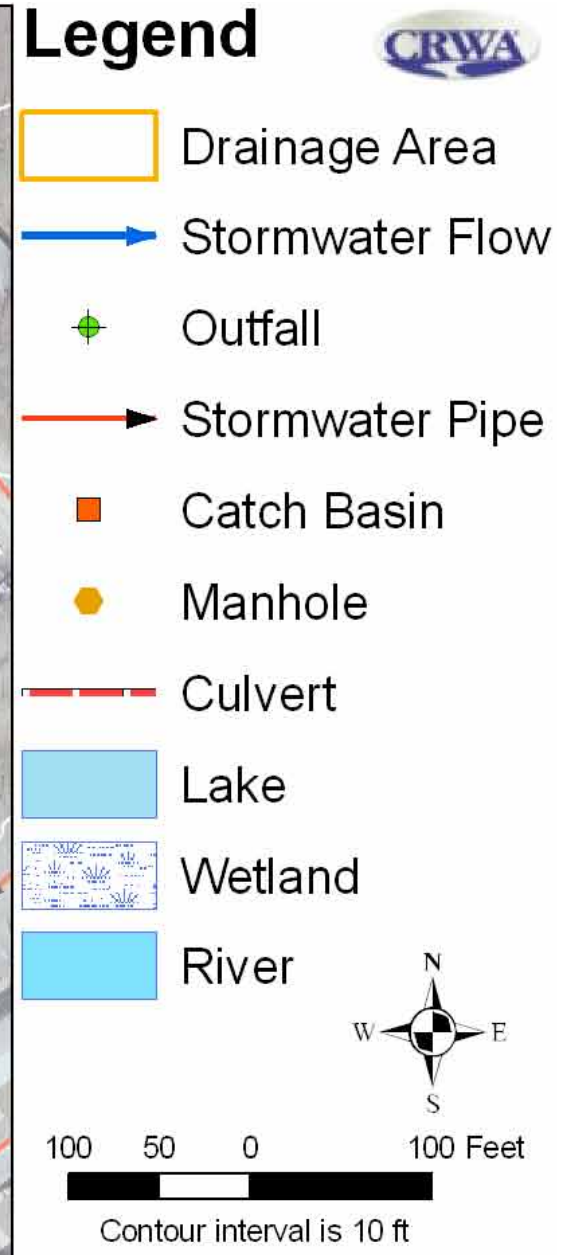 Legend
CRWA
Drainage Area
Stormwater Flow
Outfall
Stormwater Pipe
Catch Basin
Manhole
Culvert
Lake
Wetland
River
N
W E
S
100 50 0 100 Feet
Contour interval is 10 ft